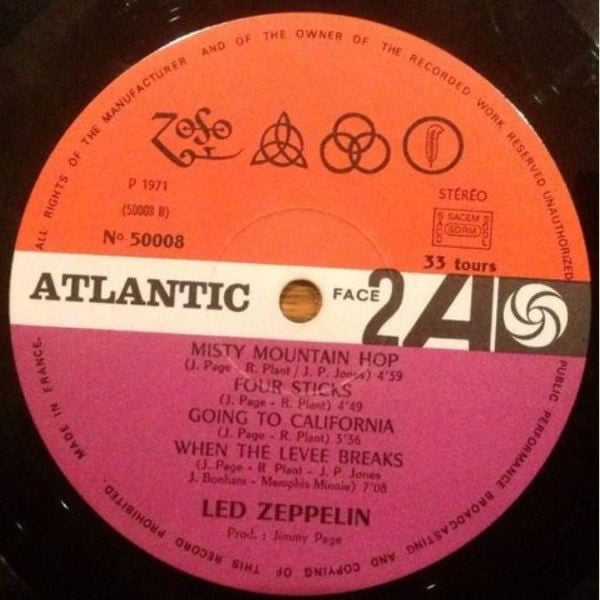 ALL RIGHTS OF THE MANUFACTURER AND OF THE OWNER OF THE RECORDED WORK RESERVED UNAUTHORIZED
P 1971
(50008 B)
No 50008
STÉRÉO
SACEM
SACD SDRM SGDL
33 tours
ATLANTIC
FACE 2
MISTY MOUNTAIN HOP
(J. Page - R. Plant / J. P. Jones) 4'39
FOUR STICKS
(J. Page - R. Plant) 4'49
GOING TO CALIFORNIA
(J. Page - R. Plant) 3'36
WHEN THE LEVEE BREAKS
(J. Page - R. Plant - J. P. Jones
J. Bonham - Memphis Minnie) 7'08
LED ZEPPELIN
Prod. : Jimmy Page
PUBLIC PERFORMANCE BROADCASTING AND COPYING OF THIS RECORD PROHIBITED. MADE IN FRANCE.